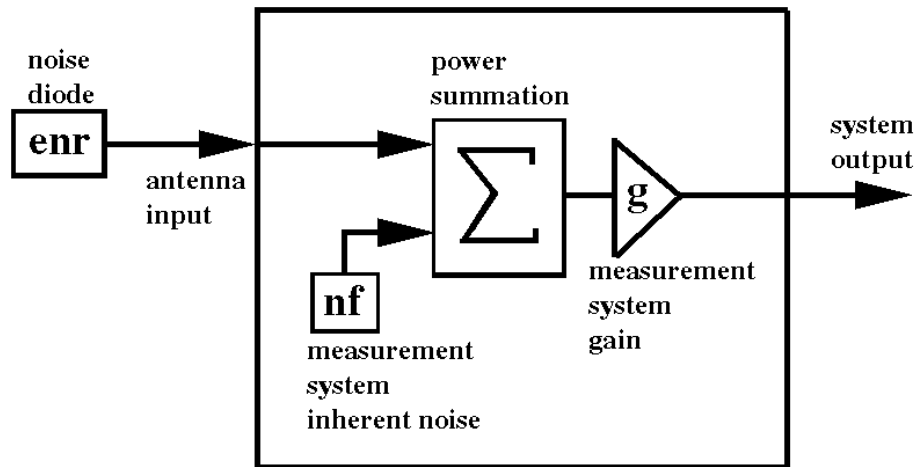 noise
diode
enr
antenna
input
power
summation
Σ
nf
measurement
system
inherent noise
g
measurement
system
gain
system
output